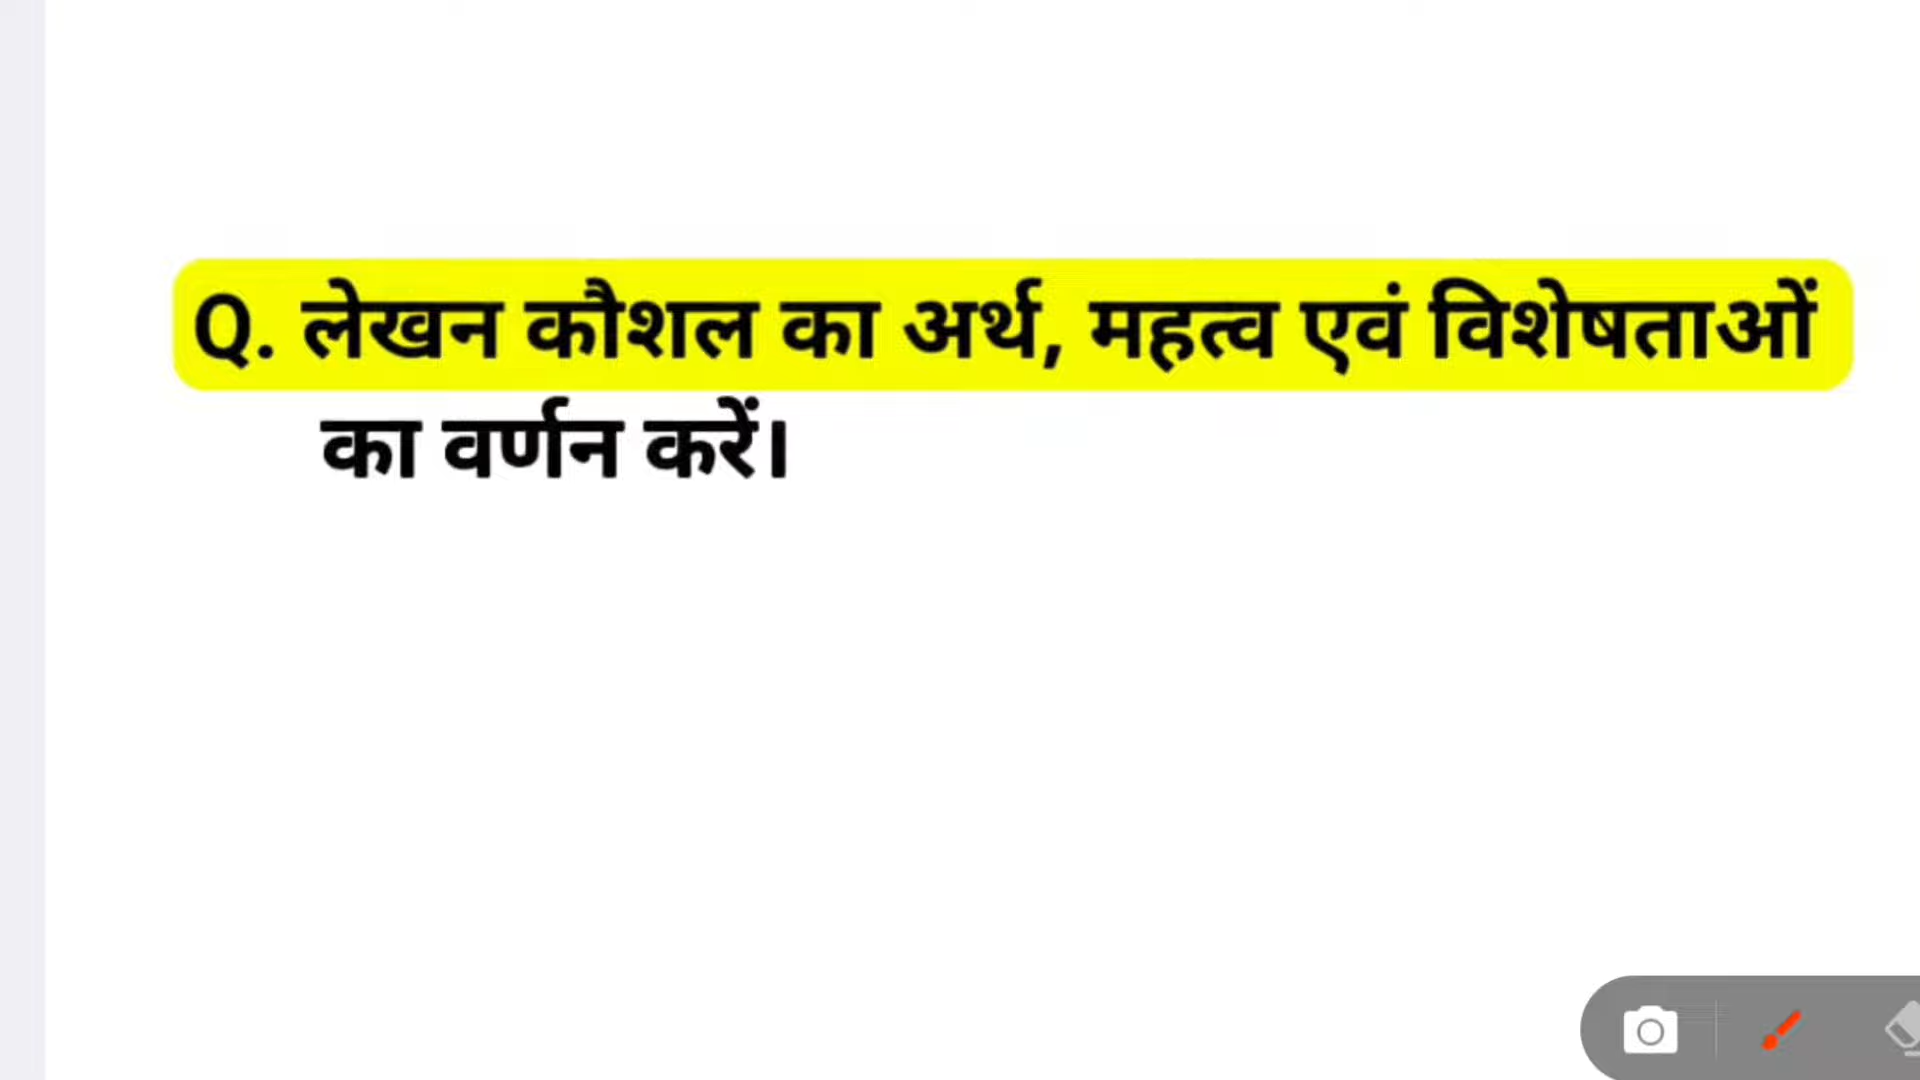 Q. लेखन कौशल का अर्थ, महत्व एवं विशेषताओं
का वर्णन करें।